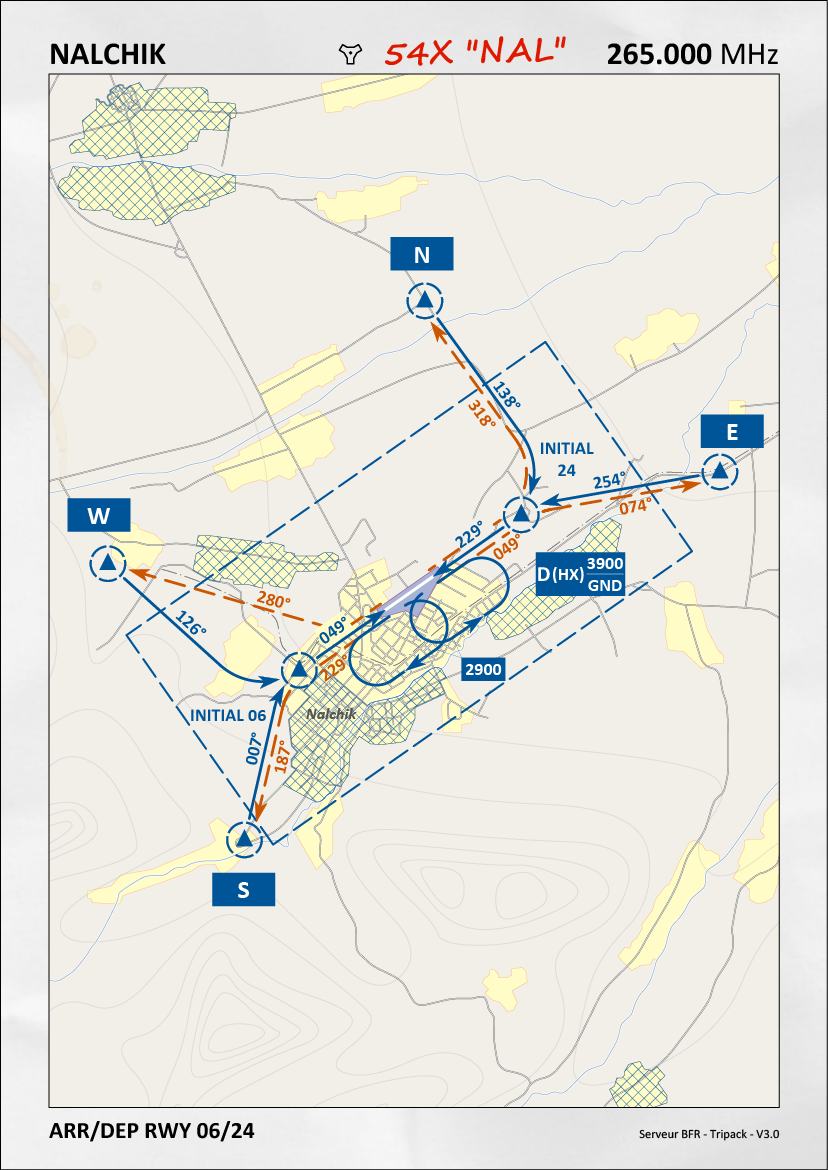 NALCHIK 54X "NAL" 265.000 MHz
N
138°
318°
E
INITIAL
24
254°
074°
W
229°
049°
D(HX) 3900
GND
280°
126°
049°
229°
2900
Nalchik
INITIAL 06
007°
187°
S
ARR/DEP RWY 06/24
Serveur BFR - Tripack - V3.0